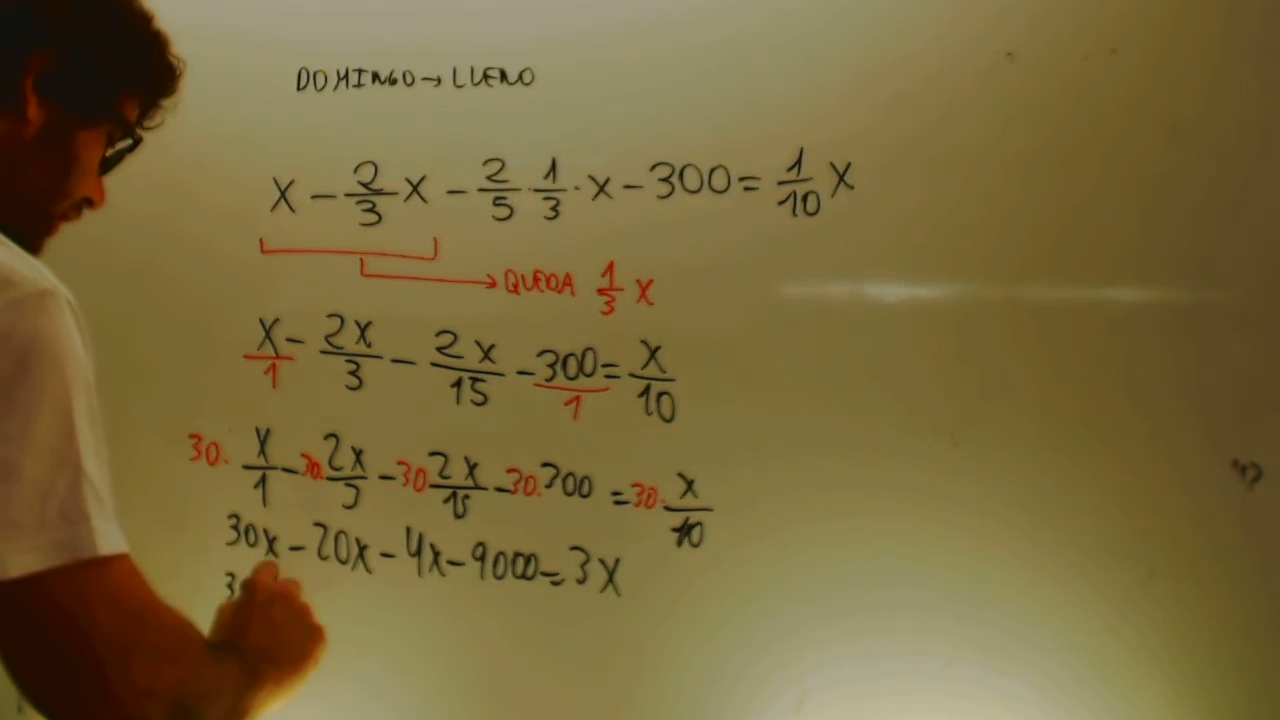 DOMINGO → LLENO
X - 2/3 X - 2/5 · 1/3 · X - 300 = 1/10 X
QUEDA 1/3 X
X/1 - 2X/3 - 2X/15 - 300/1 = X/10
30. X/1 - 30. 2X/3 - 30 2X/15 - 30. 300 = 30. X/10
30X - 20X - 4X - 9000 = 3X
3